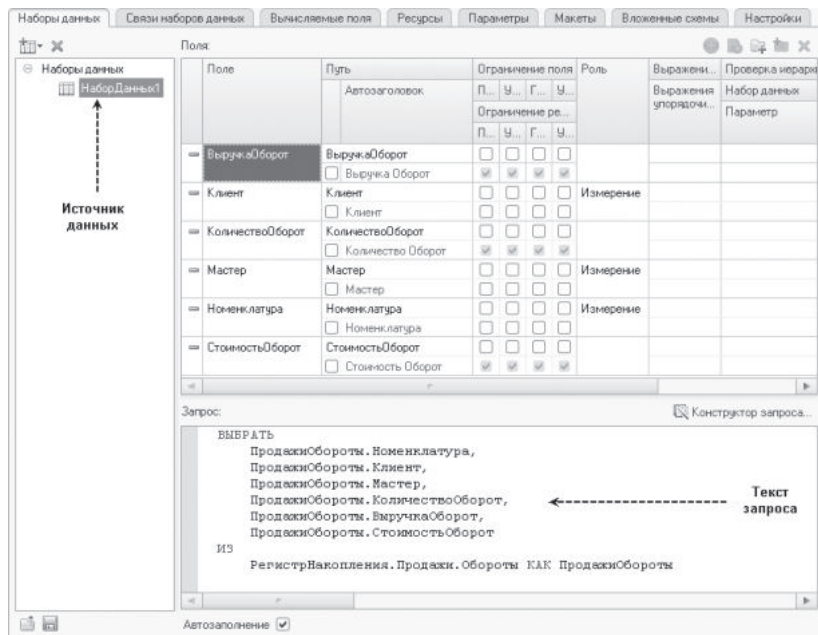 Наборы данных Связи наборов данных Вычисляемые поля Ресурсы Параметры Макеты Вложенные схемы Настройки
Поля:
Наборы данных
НаборДанных1
Источник
данных
Поле Путь Ограничение поля Роль Выражени... Проверка иерарх
Автозаголовок П... У... Г... У... Выражения упорядочи... Набор данных
Ограничение ре... Параметр
П... У... Г... У...
ВыручкаОборот ВыручкаОборот
Выручка Оборот
Клиент Клиент Измерение
Клиент
КоличествоОборот КоличествоОборот
Количество Оборот
Мастер Мастер Измерение
Мастер
Номенклатура Номенклатура Измерение
Номенклатура
СтоимостьОборот СтоимостьОборот
Стоимость Оборот
Запрос: Конструктор запроса...
ВЫБРАТЬ
ПродажиОбороты.Номенклатура,
ПродажиОбороты.Клиент,
ПродажиОбороты.Мастер,
ПродажиОбороты.КоличествоОборот,
ПродажиОбороты.ВыручкаОборот,
ПродажиОбороты.СтоимостьОборот
ИЗ
РегистрНакопления.Продажи.Обороты КАК ПродажиОбороты
Текст
запроса
Автозаполнение